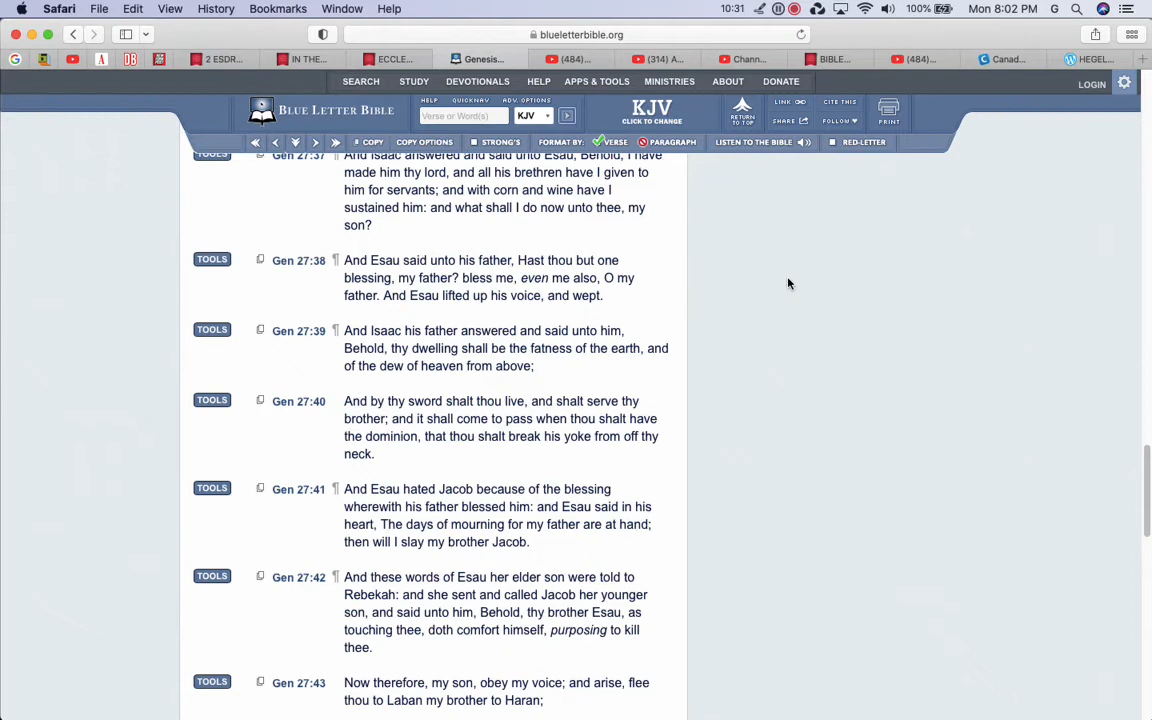 Safari File Edit View History Bookmarks Window Help 10:31 100% Mon 8:02 PM G
blueletterbible.org
2 ESDR... IN THE... ECCLE... Genesis... (484)... (314) A... Chann... BIBLE... (484)... Canad... HEGEL...
SEARCH STUDY DEVOTIONALS HELP APPS & TOOLS MINISTRIES ABOUT DONATE LOGIN
BLUE LETTER BIBLE
HELP QUICKNAV ADV. OPTIONS
Verse or Word(s) KJV
KJV
CLICK TO CHANGE
RETURN
TO TOP
LINK CITE THIS
SHARE FOLLOW
PRINT
COPY COPY OPTIONS STRONG'S FORMAT BY: VERSE PARAGRAPH LISTEN TO THE BIBLE RED-LETTER
TOOLS Gen 27:37 And Isaac answered and said unto Esau, Behold, I have
made him thy lord, and all his brethren have I given to
him for servants; and with corn and wine have I
sustained him: and what shall I do now unto thee, my
son?
TOOLS Gen 27:38 ¶ And Esau said unto his father, Hast thou but one
blessing, my father? bless me, even me also, O my
father. And Esau lifted up his voice, and wept.
TOOLS Gen 27:39 ¶ And Isaac his father answered and said unto him,
Behold, thy dwelling shall be the fatness of the earth, and
of the dew of heaven from above;
TOOLS Gen 27:40 And by thy sword shalt thou live, and shalt serve thy
brother; and it shall come to pass when thou shalt have
the dominion, that thou shalt break his yoke from off thy
neck.
TOOLS Gen 27:41 ¶ And Esau hated Jacob because of the blessing
wherewith his father blessed him: and Esau said in his
heart, The days of mourning for my father are at hand;
then will I slay my brother Jacob.
TOOLS Gen 27:42 ¶ And these words of Esau her elder son were told to
Rebekah: and she sent and called Jacob her younger
son, and said unto him, Behold, thy brother Esau, as
touching thee, doth comfort himself, purposing to kill
thee.
TOOLS Gen 27:43 Now therefore, my son, obey my voice; and arise, flee
thou to Laban my brother to Haran;